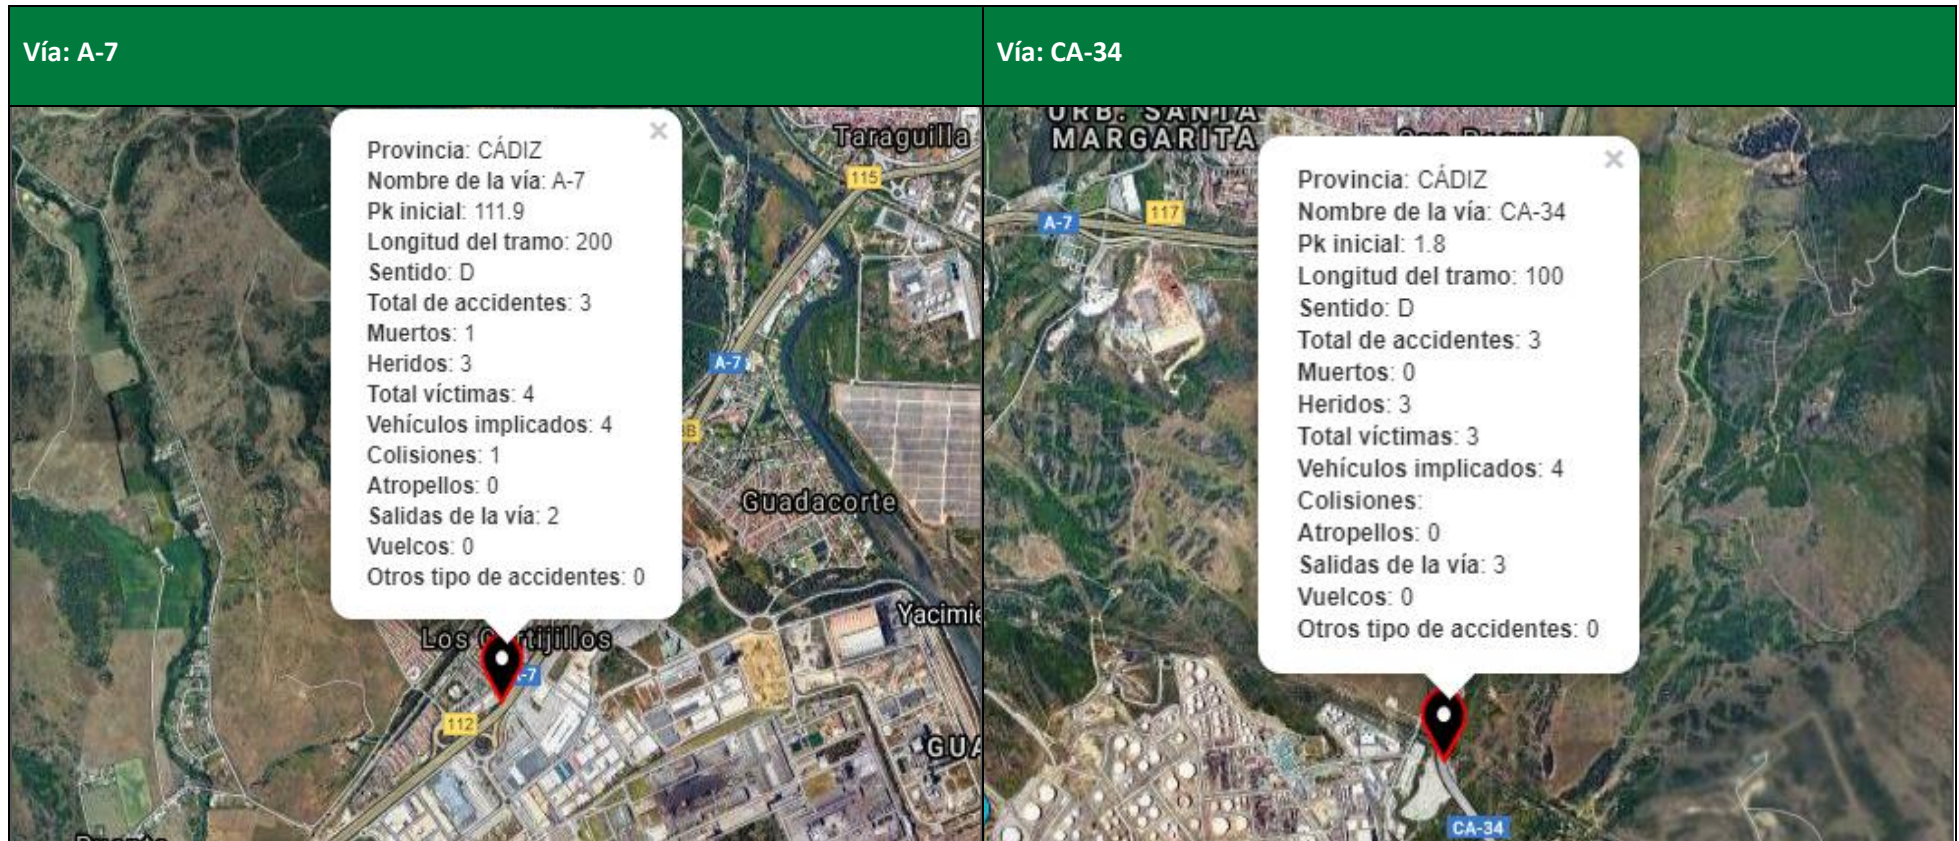 Vía: A-7
Provincia: CÁDIZ
Nombre de la vía: A-7
Pk inicial: 111.9
Longitud del tramo: 200
Sentido: D
Total de accidentes: 3
Muertos: 1
Heridos: 3
Total víctimas: 4
Vehículos implicados: 4
Colisiones: 1
Atropellos: 0
Salidas de la vía: 2
Vuelcos: 0
Otros tipo de accidentes: 0
Taraguilla
115
A-7
Guadacorte
112
Vía: CA-34
URB. SANTA
MARGARITA
A-7
117
Provincia: CÁDIZ
Nombre de la vía: CA-34
Pk inicial: 1.8
Longitud del tramo: 100
Sentido: D
Total de accidentes: 3
Muertos: 0
Heridos: 3
Total víctimas: 3
Vehículos implicados: 4
Colisiones:
Atropellos: 0
Salidas de la vía: 3
Vuelcos: 0
Otros tipo de accidentes: 0
CA-34